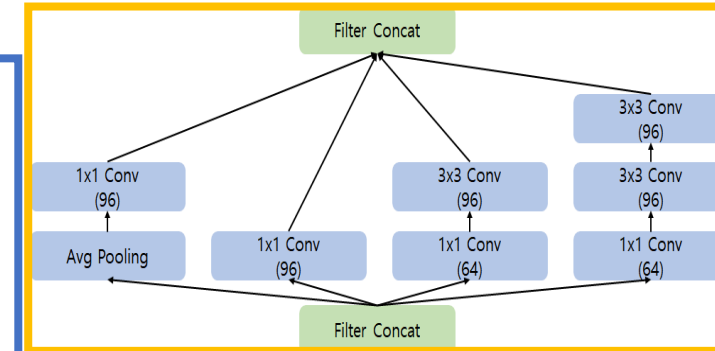 Filter Concat
3x3 Conv
(96)
1x1 Conv
(96)
3x3 Conv
(96)
3x3 Conv
(96)
Avg Pooling
1x1 Conv
(96)
1x1 Conv
(64)
1x1 Conv
(64)
Filter Concat